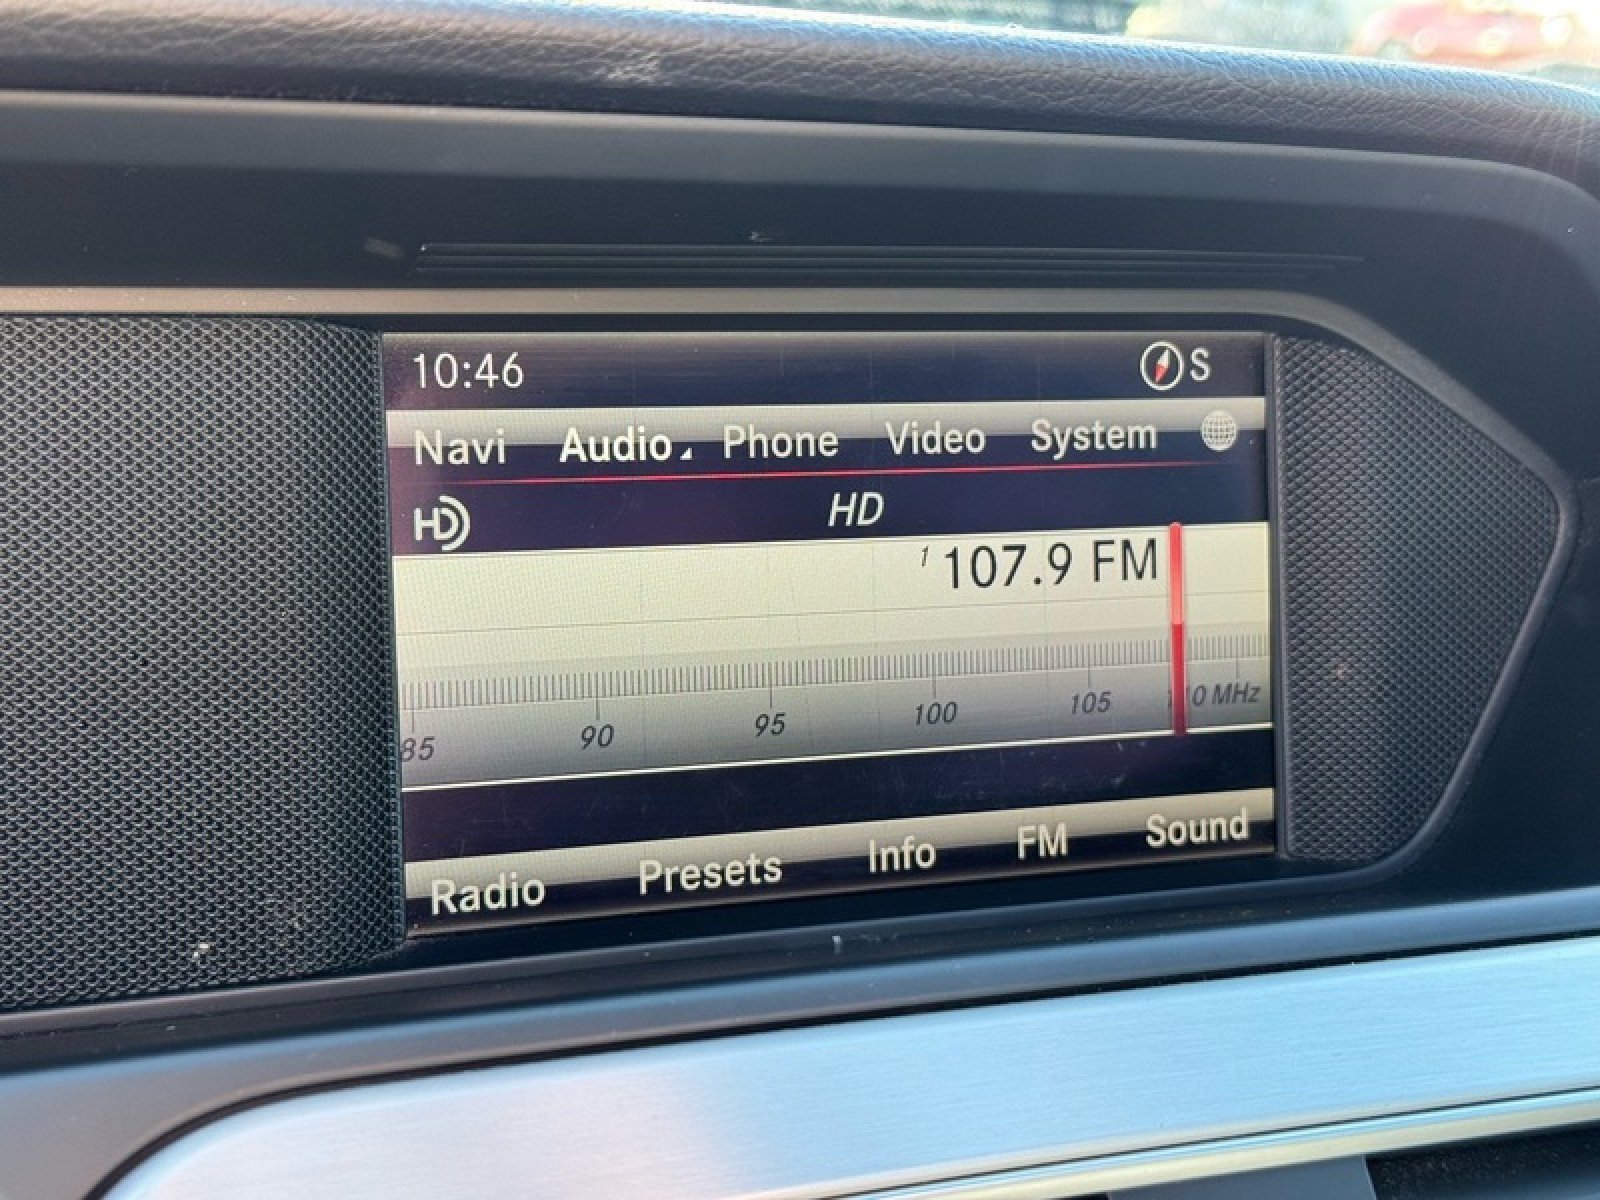 10:46 S
Navi Audio Phone Video System
HD HD
1 107.9 FM
85 90 95 100 105 110 MHz
Radio Presets Info FM Sound